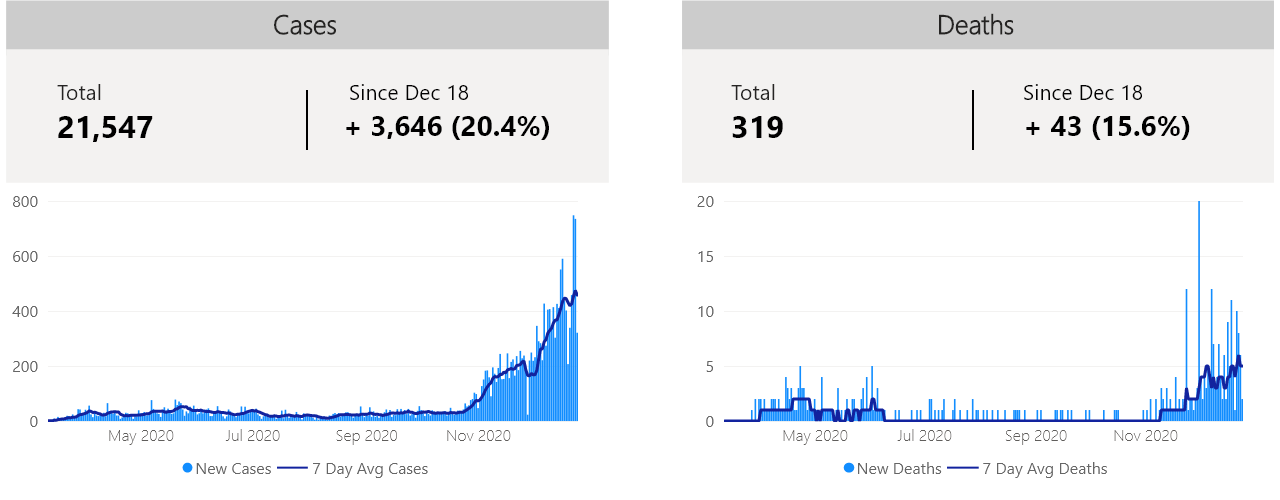 Cases
Total
21,547
Since Dec 18
+ 3,646 (20.4%)
800
600
400
200
0
May 2020 Jul 2020 Sep 2020 Nov 2020
New Cases 7 Day Avg Cases
Deaths
Total
319
Since Dec 18
+ 43 (15.6%)
20
15
10
5
0
May 2020 Jul 2020 Sep 2020 Nov 2020
New Deaths 7 Day Avg Deaths